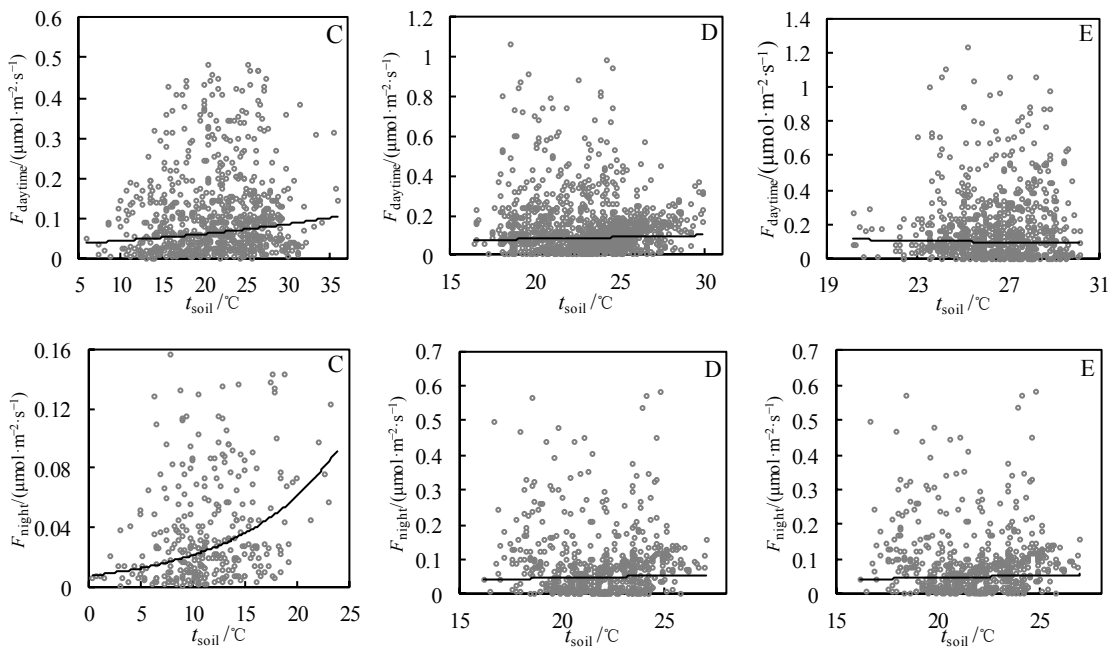 C
F_daytime/(μmol·m⁻²·s⁻¹)
0.6
0.5
0.4
0.3
0.2
0.1
0
5 10 15 20 25 30 35
t_soil/℃
D
F_daytime/(μmol·m⁻²·s⁻¹)
1.2
1.0
0.8
0.6
0.4
0.2
0
15 20 25 30
t_soil/℃
E
F_daytime/(μmol·m⁻²·s⁻¹)
1.4
1.2
1
0.8
0.6
0.4
0.2
0
19 23 27 31
t_soil/℃
C
F_night/(μmol·m⁻²·s⁻¹)
0.16
0.12
0.08
0.04
0
0 5 10 15 20 25
t_soil/℃
D
F_night/(μmol·m⁻²·s⁻¹)
0.7
0.6
0.5
0.4
0.3
0.2
0.1
0
15 20 25
t_soil/℃
E
F_night/(μmol·m⁻²·s⁻¹)
0.7
0.6
0.5
0.4
0.3
0.2
0.1
0
15 20 25
t_soil/℃